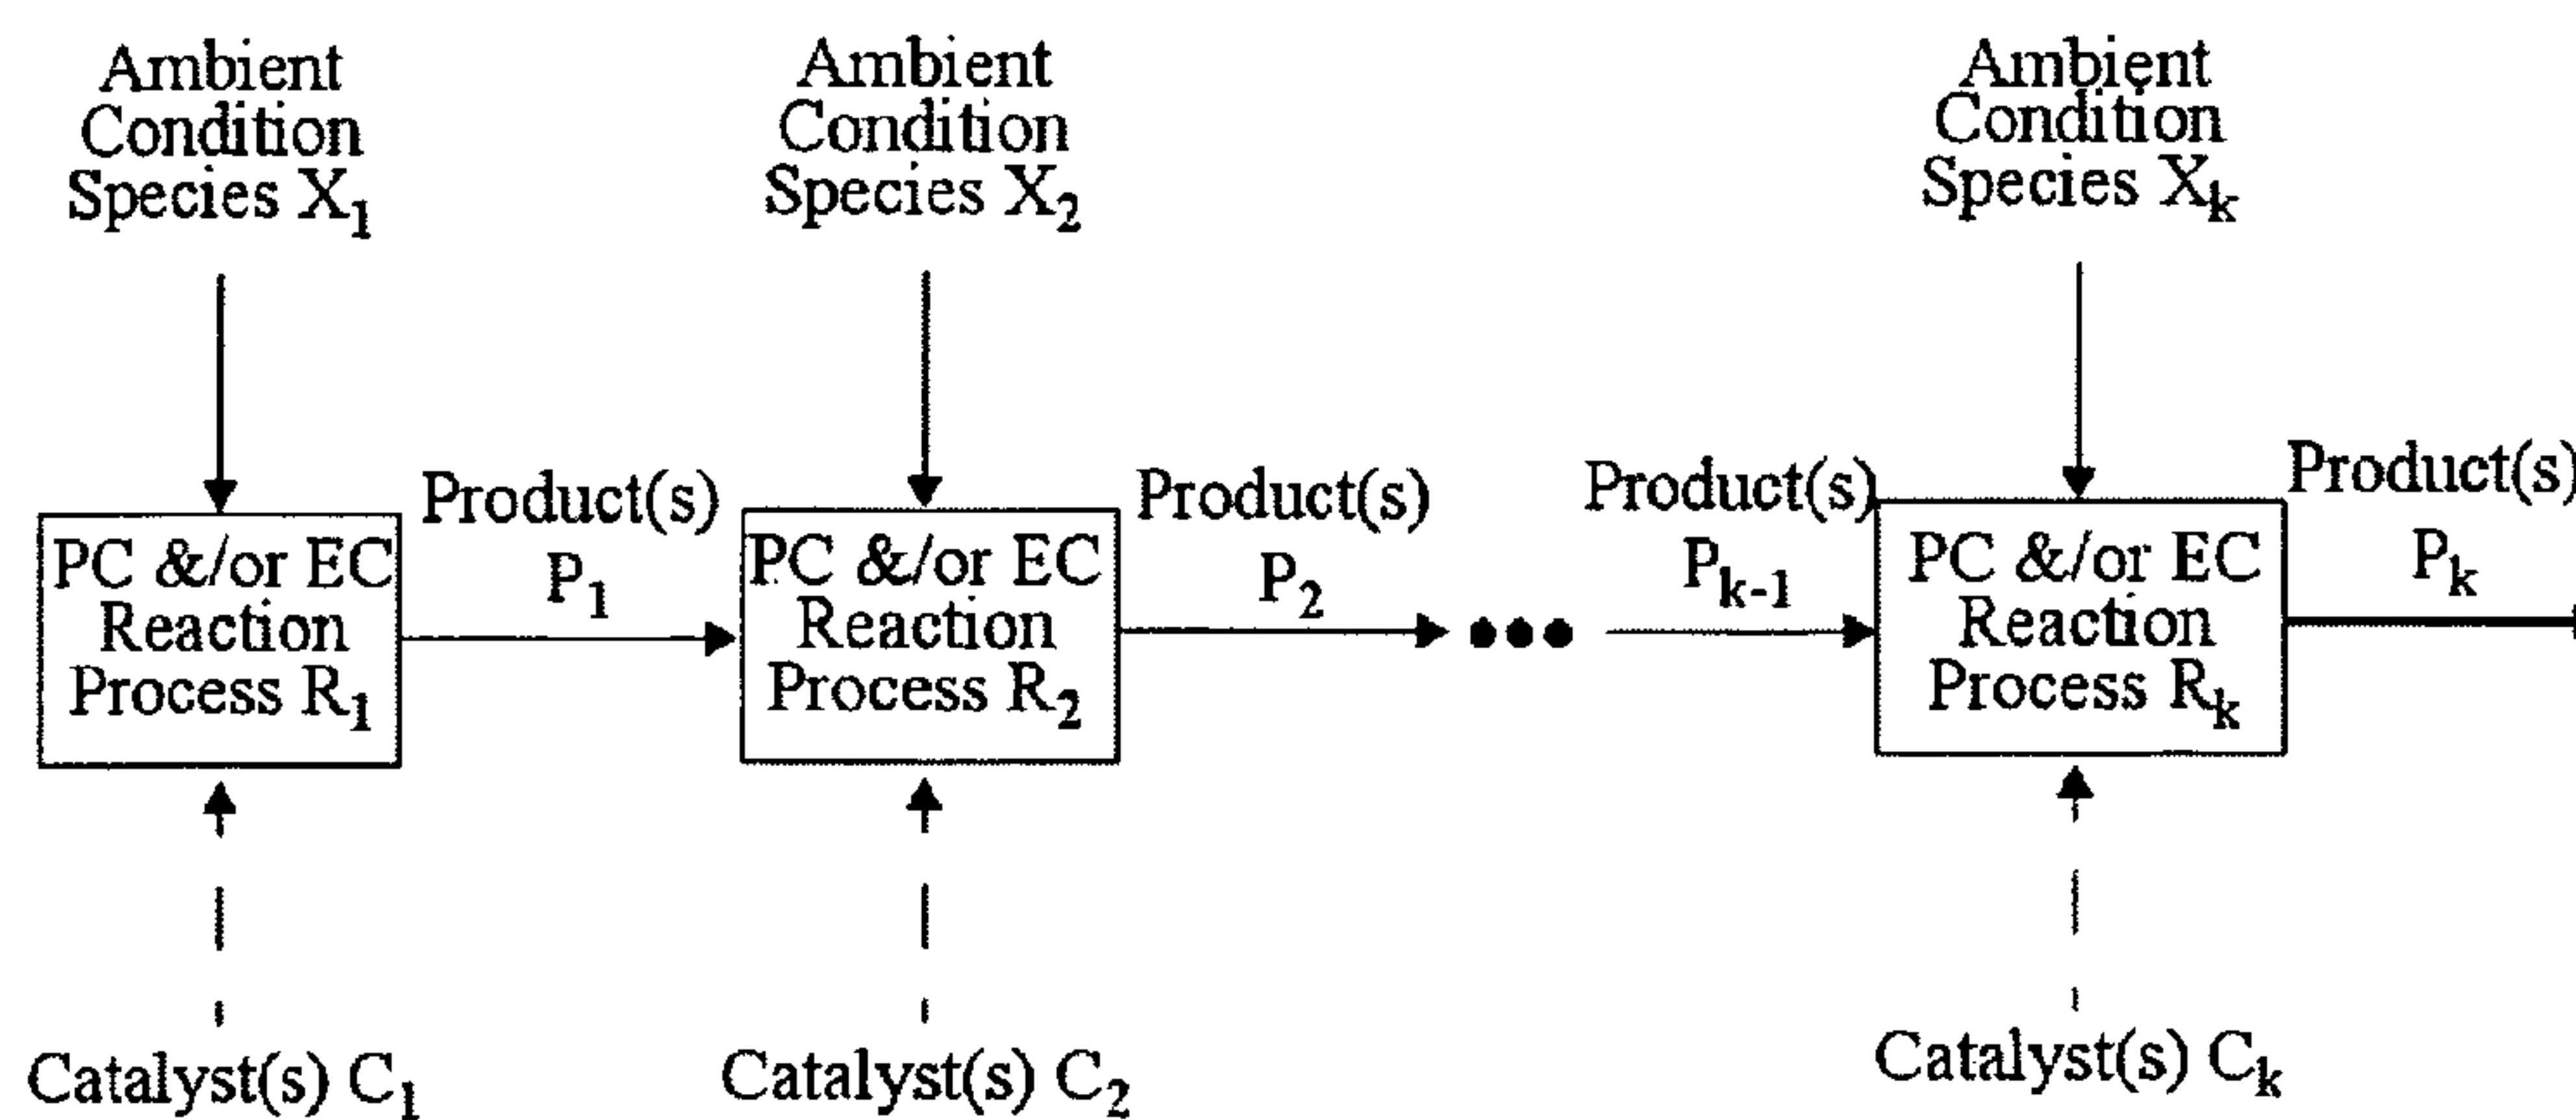 Ambient
Condition
Species X₁
Ambient
Condition
Species X₂
Ambient
Condition
Species Xₖ
PC &/or EC
Reaction
Process R₁
Product(s)
P₁
PC &/or EC
Reaction
Process R₂
Product(s)
P₂
•••
Product(s)
Pₖ₋₁
PC &/or EC
Reaction
Process Rₖ
Product(s)
Pₖ
Catalyst(s) C₁
Catalyst(s) C₂
Catalyst(s) Cₖ